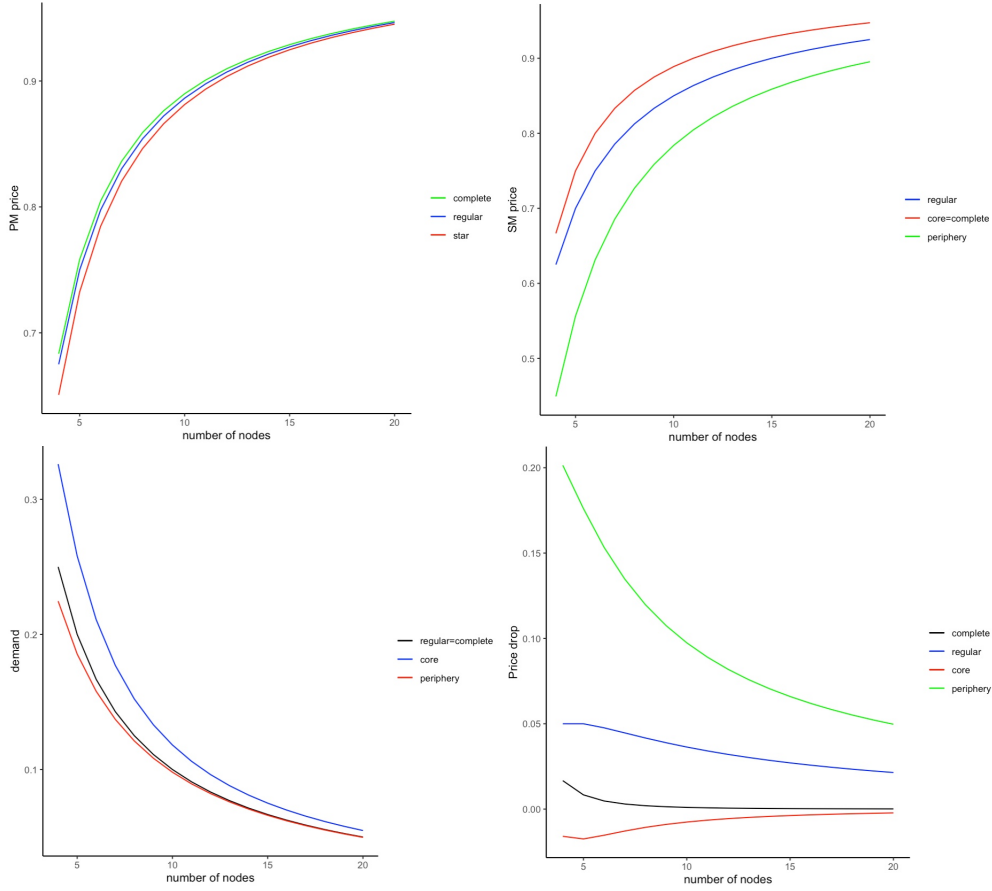 PM price
0.9
0.8
0.7
5
10
15
20
number of nodes
complete
regular
star
SM price
0.9
0.8
0.7
0.6
0.5
5
10
15
20
number of nodes
regular
core=complete
periphery
demand
0.3
0.2
0.1
5
10
15
20
number of nodes
regular=complete
core
periphery
Price drop
0.20
0.15
0.10
0.05
0.00
5
10
15
20
number of nodes
complete
regular
core
periphery